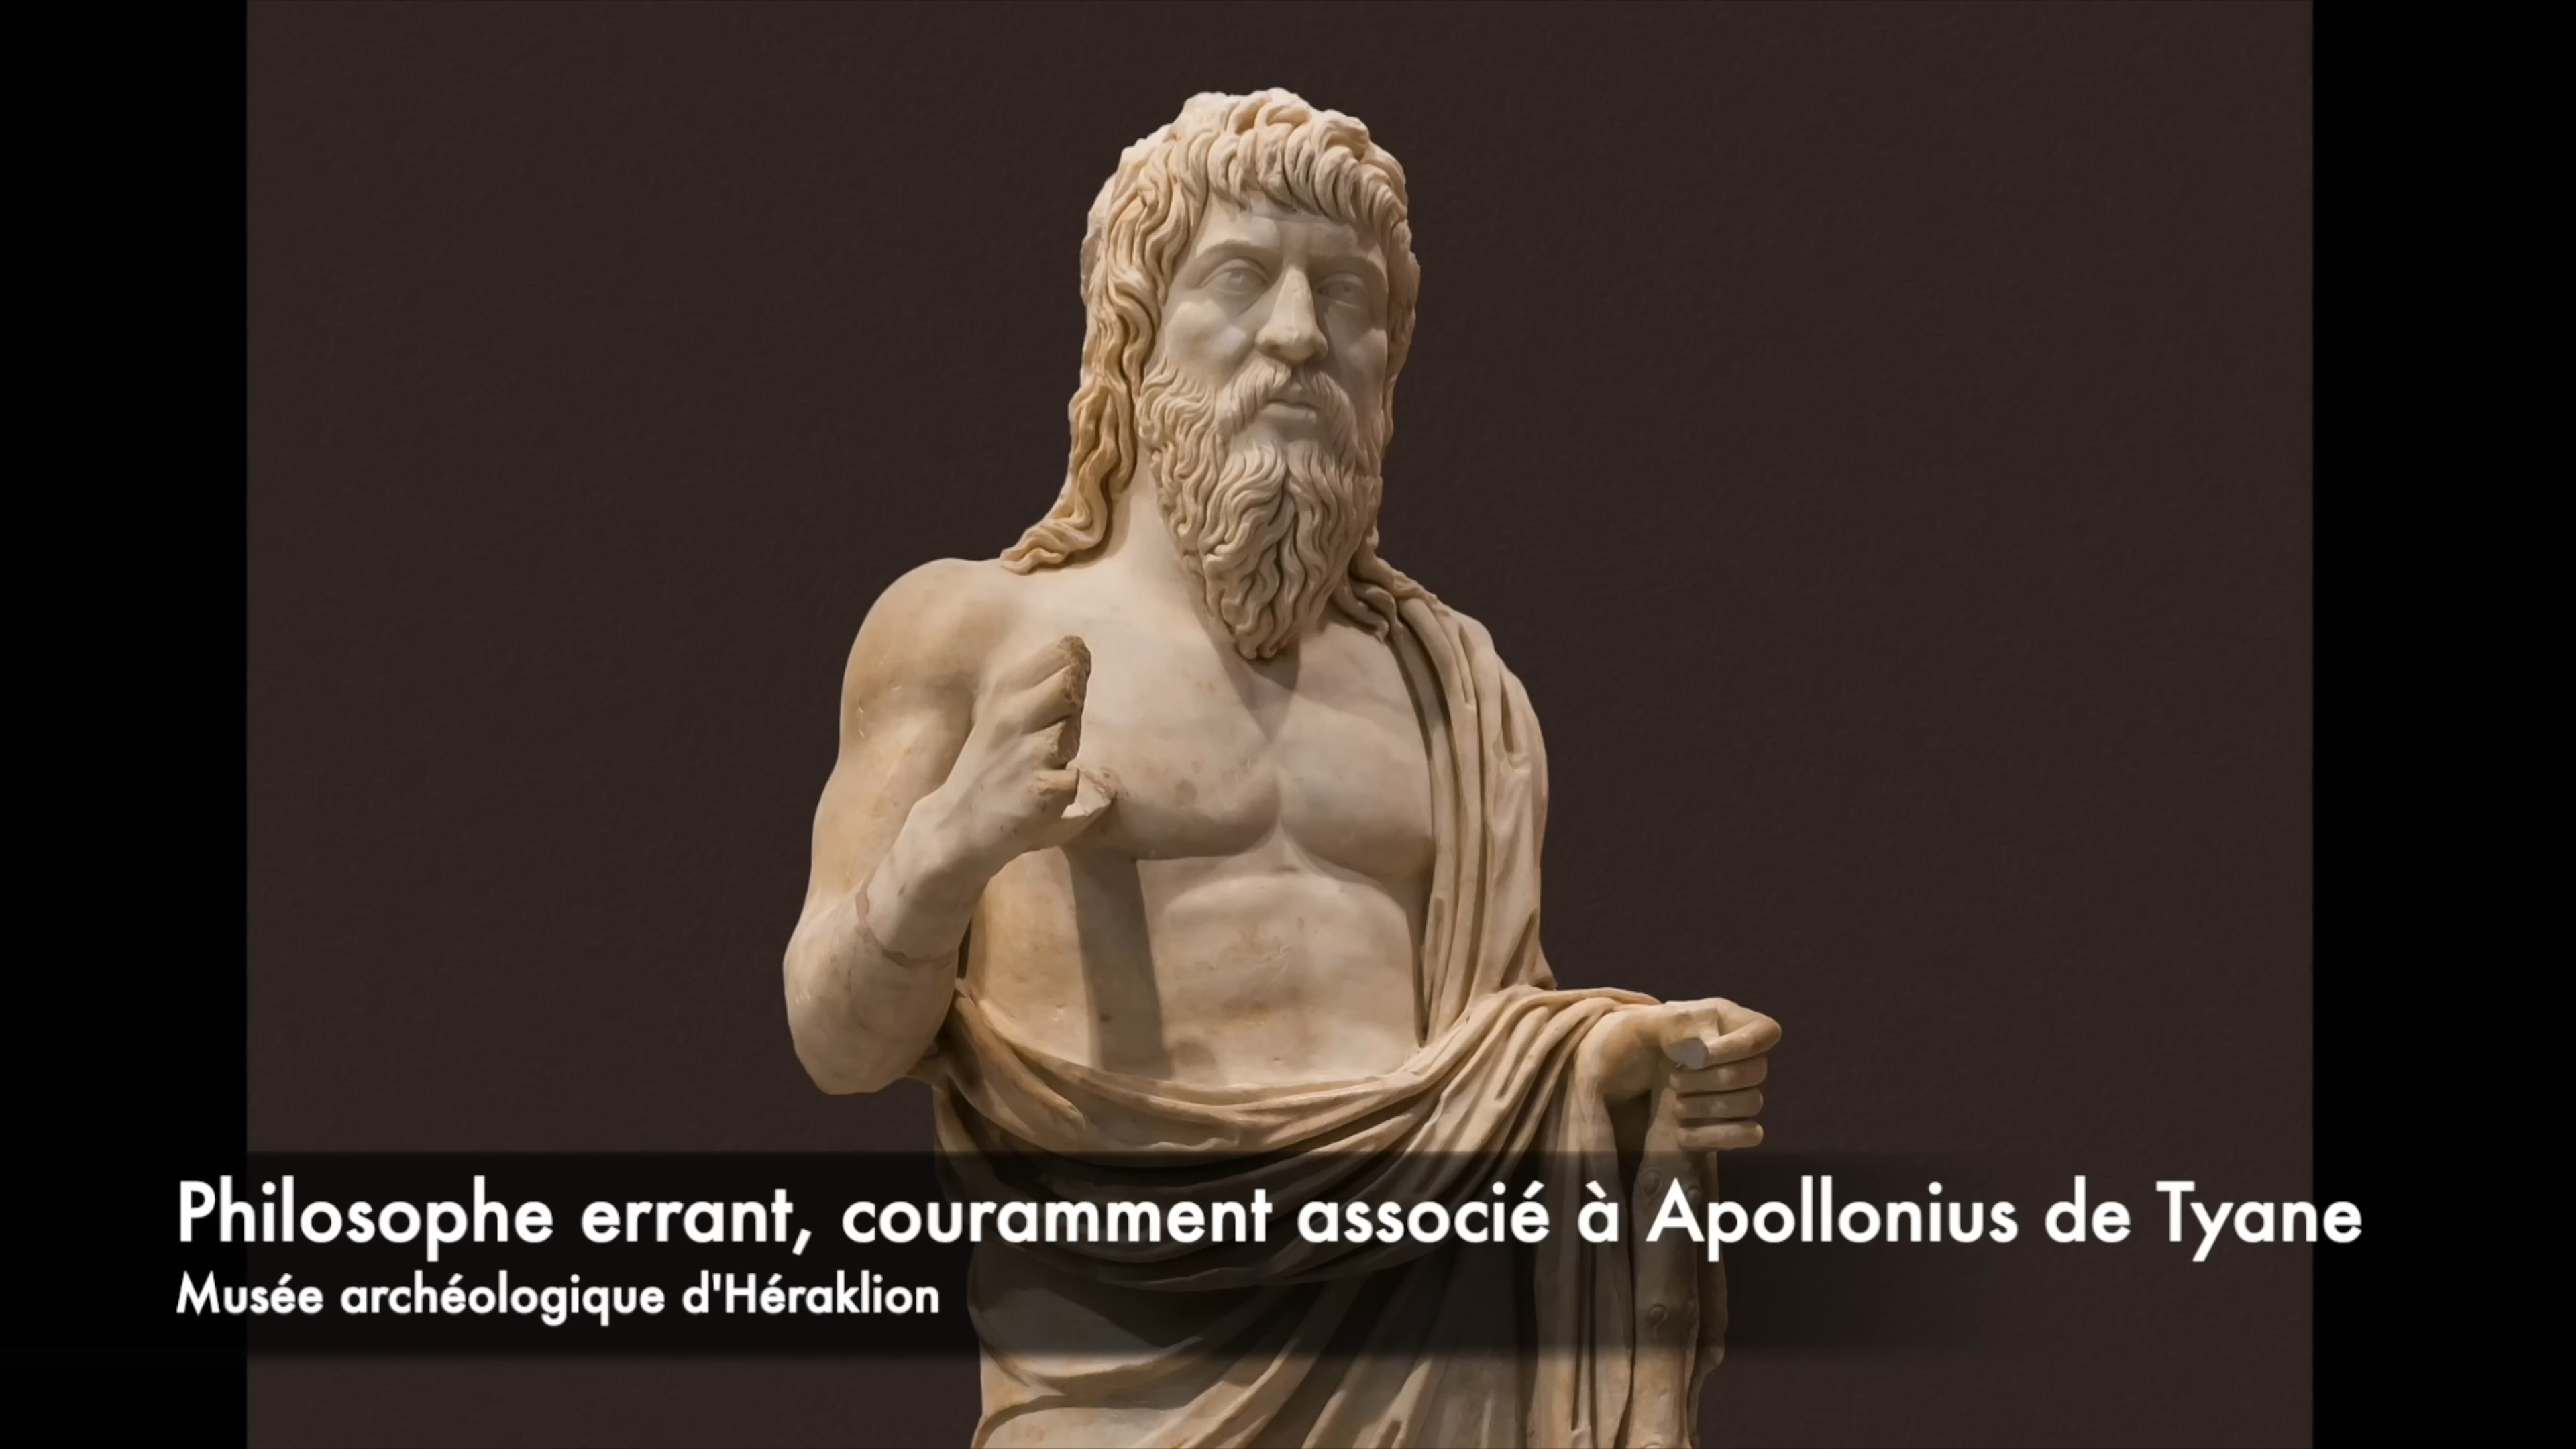 Philosophe errant, couramment associé à Apollonius de Tyane
Musée archéologique d'Héraklion